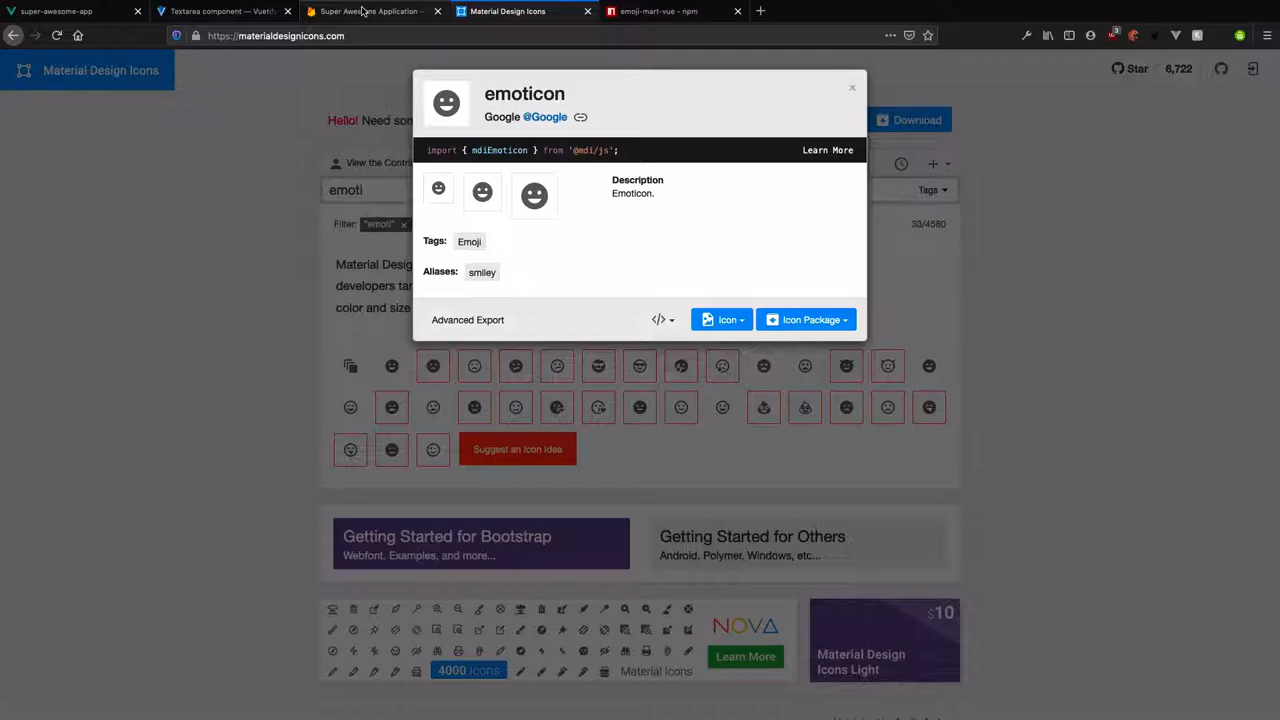 super-awesome-app
Textarea component — Vuetif
Super Awesome Application -
Material Design Icons
emoji-mart-vue - npm
https://materialdesignicons.com
Material Design Icons
Star 6,722
emoticon
Google @Google
Hello! Need som
Download
import { mdiEmoticon } from '@mdi/js';
Learn More
View the Contri
emoti
Tags
Description
Emoticon.
Filter: "emoji" ×
33/4580
Tags: Emoji
Material Desig
Aliases: smiley
developers tar
color and size
Advanced Export
</>
Icon
Icon Package
Suggest an Icon Idea
Getting Started for Bootstrap
Webfont, Examples, and more...
Getting Started for Others
Android, Polymer, Windows, etc...
NOVA
Learn More
4000 Icons
Material Icons
$10
Material Design
Icons Light